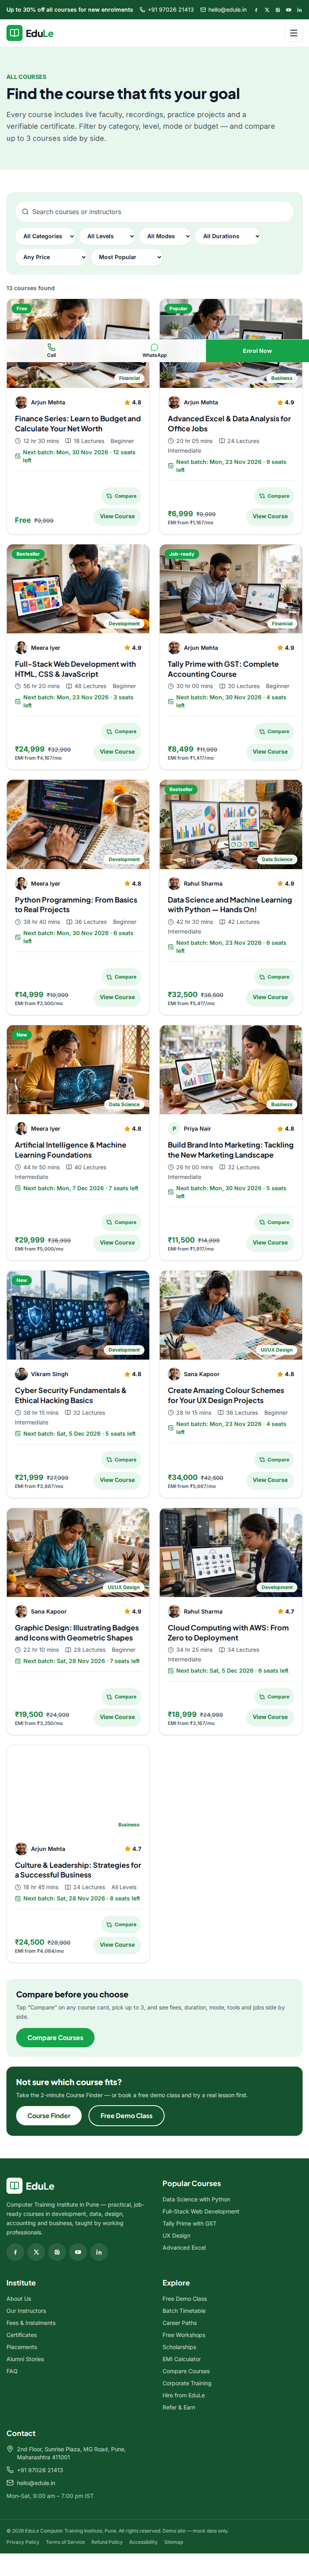 Up to 30% off all courses for new enrolments
+91 97026 21413
hello@edule.in
EduLe
ALL COURSES
Find the course that fits your goal
Every course includes live faculty, recordings, practice projects and a
verifiable certificate. Filter by category, level, mode or budget — and compare
up to 3 courses side by side.
Search courses or instructors
All Categories
All Levels
All Modes
All Durations
Any Price
Most Popular
13 courses found
Free
Financial
Popular
Business
Call
WhatsApp
Enrol Now
Arjun Mehta
4.8
Finance Series: Learn to Budget and
Calculate Your Net Worth
12 hr 30 mins
18 Lectures
Beginner
Next batch: Mon, 30 Nov 2026 · 12 seats
left
Compare
Free ₹9,999
View Course
Arjun Mehta
4.9
Advanced Excel & Data Analysis for
Office Jobs
20 hr 05 mins
24 Lectures
Intermediate
Next batch: Mon, 23 Nov 2026 · 9 seats
left
Compare
₹6,999 ₹9,999
EMI from ₹1,167/mo
View Course
Bestseller
Development
Meera Iyer
4.9
Full-Stack Web Development with
HTML, CSS & JavaScript
56 hr 20 mins
48 Lectures
Beginner
Next batch: Mon, 23 Nov 2026 · 3 seats
left
Compare
₹24,999 ₹32,999
EMI from ₹4,167/mo
View Course
Job-ready
Financial
Arjun Mehta
4.9
Tally Prime with GST: Complete
Accounting Course
30 hr 00 mins
30 Lectures
Beginner
Next batch: Mon, 30 Nov 2026 · 4 seats
left
Compare
₹8,499 ₹11,999
EMI from ₹1,417/mo
View Course
Development
Meera Iyer
4.8
Python Programming: From Basics
to Real Projects
38 hr 40 mins
36 Lectures
Beginner
Next batch: Mon, 30 Nov 2026 · 6 seats
left
Compare
₹14,999 ₹19,999
EMI from ₹2,500/mo
View Course
Bestseller
Data Science
Rahul Sharma
4.9
Data Science and Machine Learning
with Python — Hands On!
42 hr 30 mins
42 Lectures
Intermediate
Next batch: Mon, 23 Nov 2026 · 6 seats
left
Compare
₹32,500 ₹38,500
EMI from ₹5,417/mo
View Course
New
Data Science
Meera Iyer
4.8
Artificial Intelligence & Machine
Learning Foundations
44 hr 50 mins
40 Lectures
Intermediate
Next batch: Mon, 7 Dec 2026 · 7 seats left
Compare
₹29,999 ₹36,999
EMI from ₹5,000/mo
View Course
Business
P
Priya Nair
4.8
Build Brand Into Marketing: Tackling
the New Marketing Landscape
26 hr 00 mins
32 Lectures
Intermediate
Next batch: Mon, 30 Nov 2026 · 5 seats
left
Compare
₹11,500 ₹14,999
EMI from ₹1,917/mo
View Course
New
Development
Vikram Singh
4.8
Cyber Security Fundamentals &
Ethical Hacking Basics
36 hr 15 mins
32 Lectures
Intermediate
Next batch: Sat, 5 Dec 2026 · 5 seats left
Compare
₹21,999 ₹27,999
EMI from ₹3,667/mo
View Course
UI/UX Design
Sana Kapoor
4.8
Create Amazing Colour Schemes
for Your UX Design Projects
28 hr 15 mins
36 Lectures
Beginner
Next batch: Mon, 23 Nov 2026 · 4 seats
left
Compare
₹34,000 ₹42,500
EMI from ₹5,667/mo
View Course
UI/UX Design
Sana Kapoor
4.9
Graphic Design: Illustrating Badges
and Icons with Geometric Shapes
22 hr 10 mins
28 Lectures
Beginner
Next batch: Sat, 28 Nov 2026 · 7 seats left
Compare
₹19,500 ₹24,999
EMI from ₹3,250/mo
View Course
Development
Rahul Sharma
4.7
Cloud Computing with AWS: From
Zero to Deployment
34 hr 25 mins
34 Lectures
Intermediate
Next batch: Sat, 5 Dec 2026 · 6 seats left
Compare
₹18,999 ₹24,999
EMI from ₹3,167/mo
View Course
Business
Arjun Mehta
4.7
Culture & Leadership: Strategies for
a Successful Business
18 hr 45 mins
24 Lectures
All Levels
Next batch: Sat, 28 Nov 2026 · 8 seats left
Compare
₹24,500 ₹28,900
EMI from ₹4,084/mo
View Course
Compare before you choose
Tap "Compare" on any course card, pick up to 3, and see fees, duration, mode, tools and jobs side by
side.
Compare Courses
Not sure which course fits?
Take the 2-minute Course Finder — or book a free demo class and try a real lesson first.
Course Finder
Free Demo Class
EduLe
Computer Training Institute in Pune — practical, job-
ready courses in development, data, design,
accounting and business, taught by working
professionals.
Popular Courses
Data Science with Python
Full-Stack Web Development
Tally Prime with GST
UX Design
Advanced Excel
Institute
About Us
Our Instructors
Fees & Instalments
Certificates
Placements
Alumni Stories
FAQ
Explore
Free Demo Class
Batch Timetable
Career Paths
Free Workshops
Scholarships
EMI Calculator
Compare Courses
Corporate Training
Hire from EduLe
Refer & Earn
Contact
2nd Floor, Sunrise Plaza, MG Road, Pune,
Maharashtra 411001
+91 97026 21413
hello@edule.in
Mon–Sat, 9:00 am – 7:00 pm IST
© 2026 EduLe Computer Training Institute, Pune. All rights reserved. Demo site — mock data only.
Privacy Policy
Terms of Service
Refund Policy
Accessibility
Sitemap